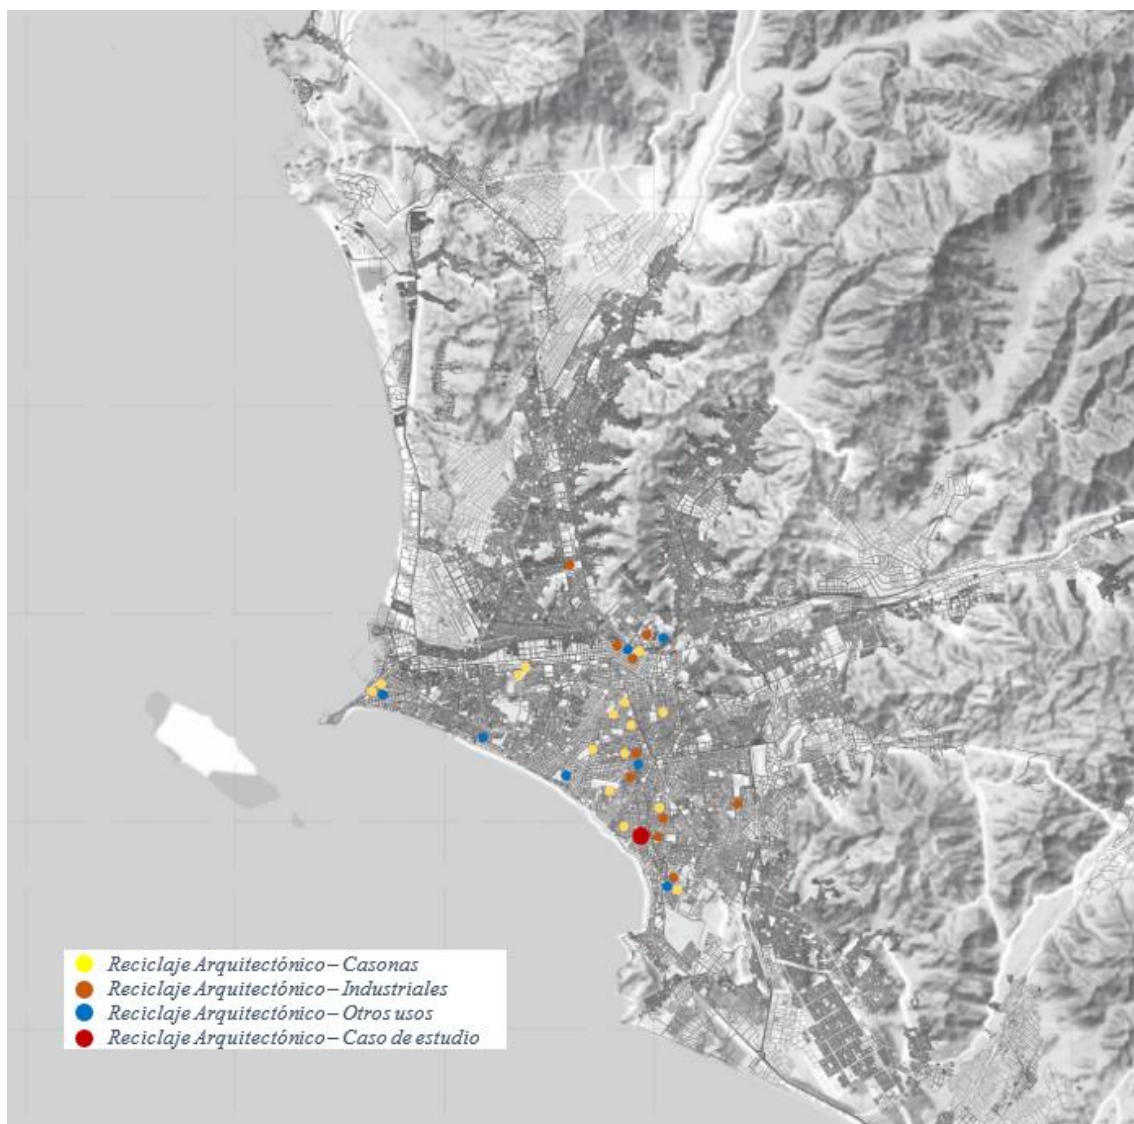 Reciclaje Arquitectónico – Casonas
Reciclaje Arquitectónico – Industriales
Reciclaje Arquitectónico – Otros usos
Reciclaje Arquitectónico – Caso de estudio